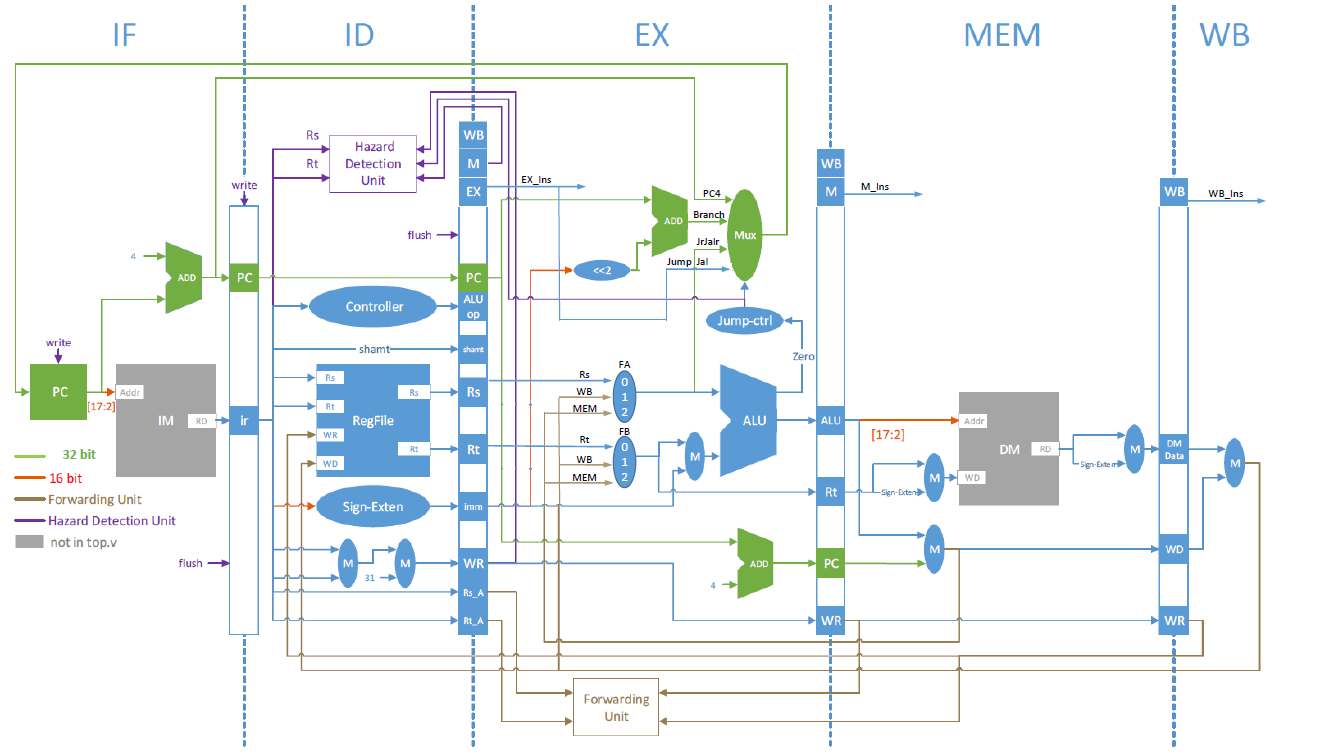 IF
ID
EX
MEM
WB
Rs
Rt
Hazard
Detection
Unit
WB
M
EX
EX_Ins
WB
M
M_Ins
WB
WB_Ins
write
flush
4
ADD
PC
PC
ALU
op
Controller
shamt
shamt
ADD
PC4
Branch
JrJalr
Jump Jal
Mux
<<2
Jump-ctrl
Zero
write
PC
[17:2]
Addr
IM
RD
ir
Rs
Rt
WR
WD
RegFile
Rs
Rt
Rs
Rt
FA
Rs
WB
MEM
0
1
2
FB
Rt
WB
MEM
0
1
2
M
ALU
ALU
[17:2]
Addr
DM
RD
WD
Sign-Exten
M
Sign-Exten
M
DM
Data
M
Rt
32 bit
16 bit
Forwarding Unit
Hazard Detection Unit
not in top.v
Sign-Exten
imm
flush
M
31
M
WR
Rs_A
Rt_A
4
ADD
PC
M
WD
WR
WR
Forwarding
Unit